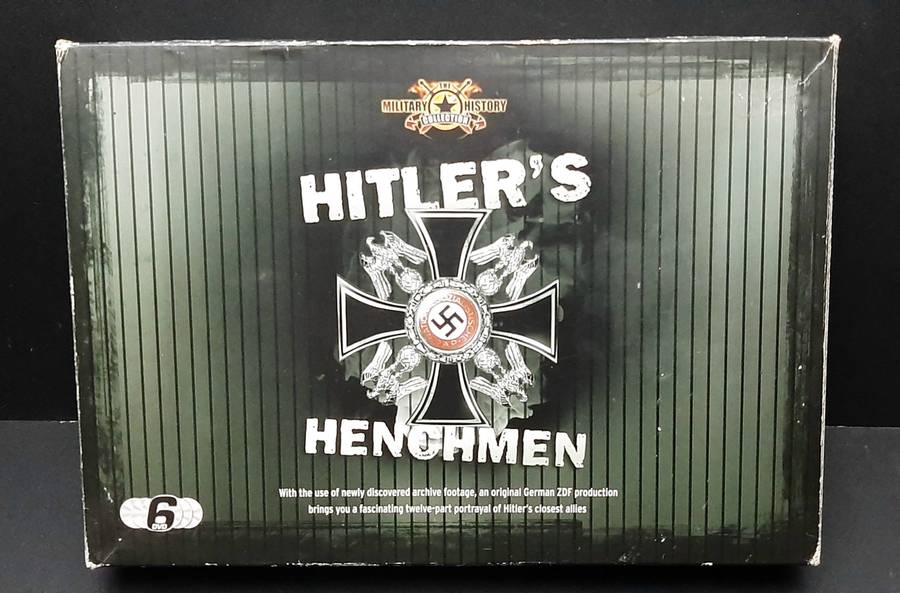 THE
MILITARY HISTORY
COLLECTION
HITLER'S
HENCHMEN
With the use of newly discovered archive footage, an original German ZDF production
brings you a fascinating twelve-part portrayal of Hitler's closest allies
6
DVD